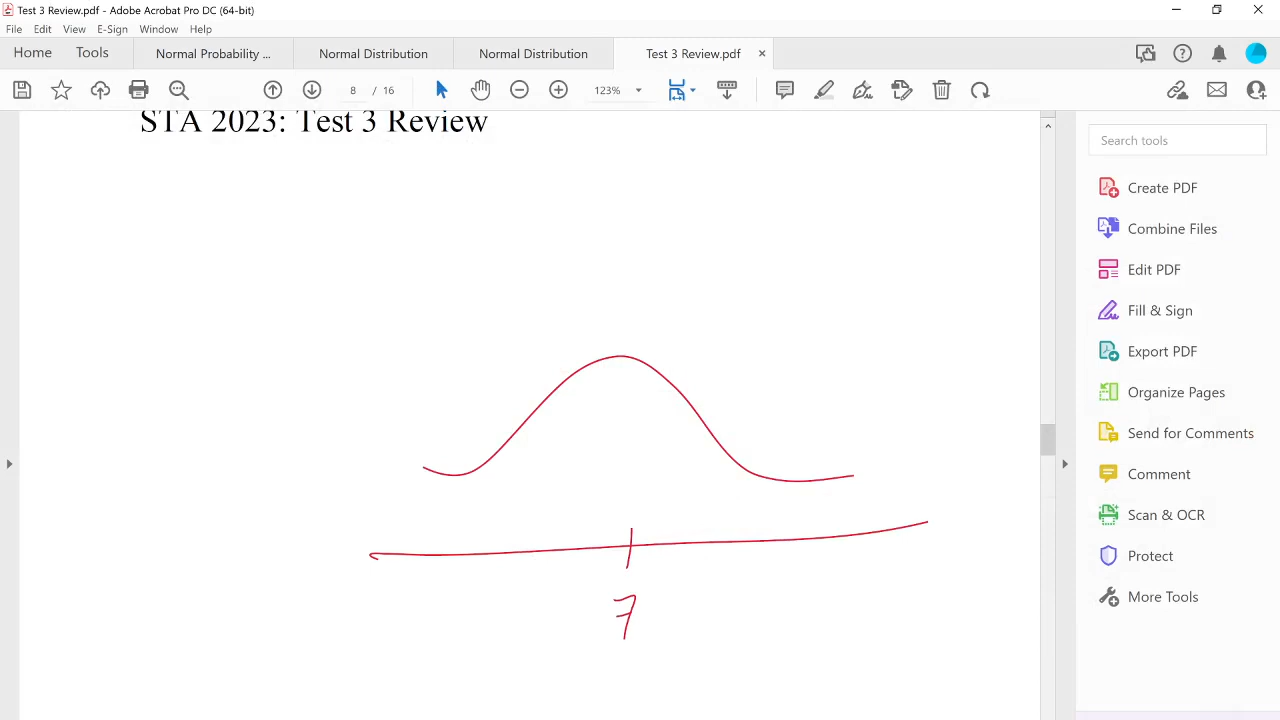 Test 3 Review.pdf - Adobe Acrobat Pro DC (64-bit)
File Edit View E-Sign Window Help
Home Tools Normal Probability ... Normal Distribution Normal Distribution Test 3 Review.pdf ×
8 / 16 123%
STA 2023: Test 3 Review
7
Search tools
Create PDF
Combine Files
Edit PDF
Fill & Sign
Export PDF
Organize Pages
Send for Comments
Comment
Scan & OCR
Protect
More Tools